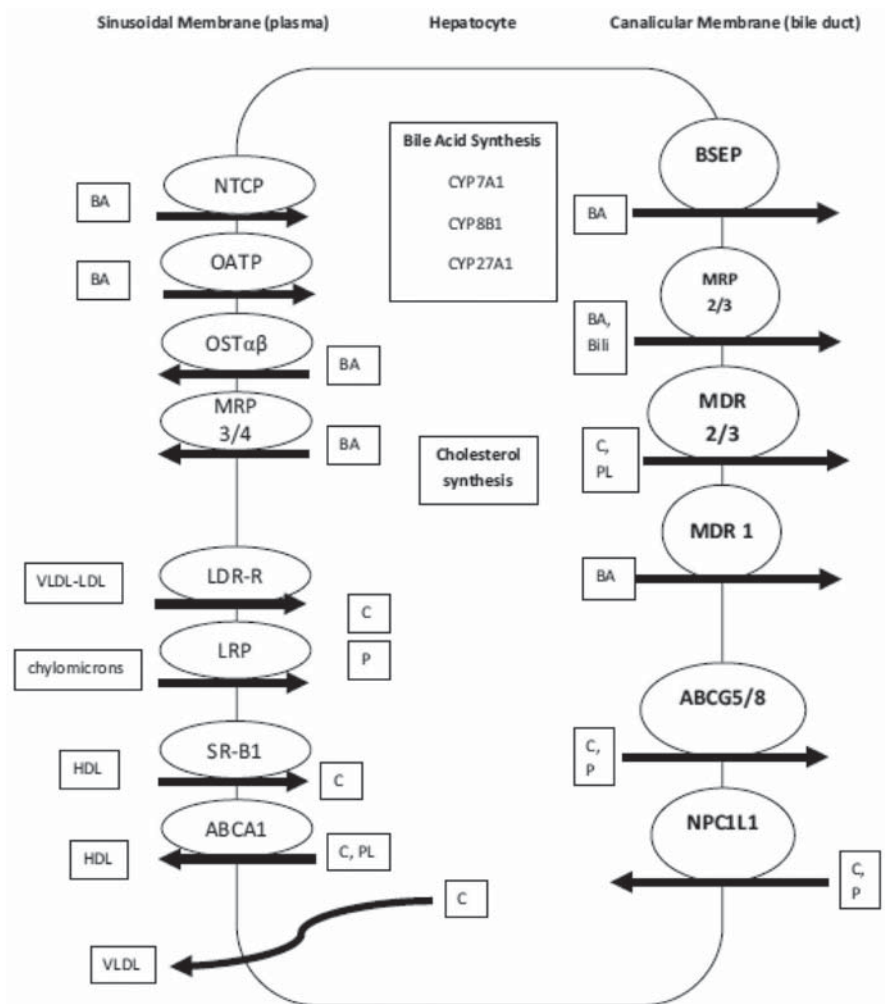 Sinusoidal Membrane (plasma)
Hepatocyte
Canalicular Membrane (bile duct)
NTCP
BA
OATP
BA
OSTαβ
BA
MRP
3/4
BA
VLDL-LDL
LDR-R
C
chylomicrons
LRP
P
HDL
SR-B1
C
HDL
ABCA1
C, PL
C
VLDL
Bile Acid Synthesis
CYP7A1
CYP8B1
CYP27A1
Cholesterol
synthesis
BSEP
BA
MRP
2/3
BA,
Bili
MDR
2/3
C,
PL
MDR 1
BA
ABCG5/8
C,
P
NPC1L1
C,
P